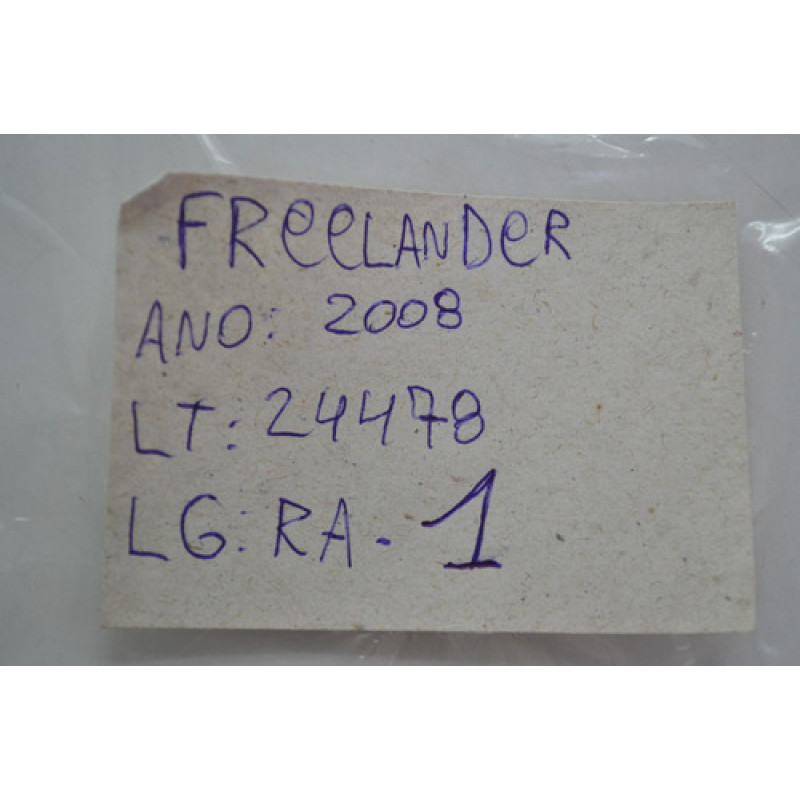 FReeLANDeR
ANO: 2008
LT: 24478
LG: RA-1